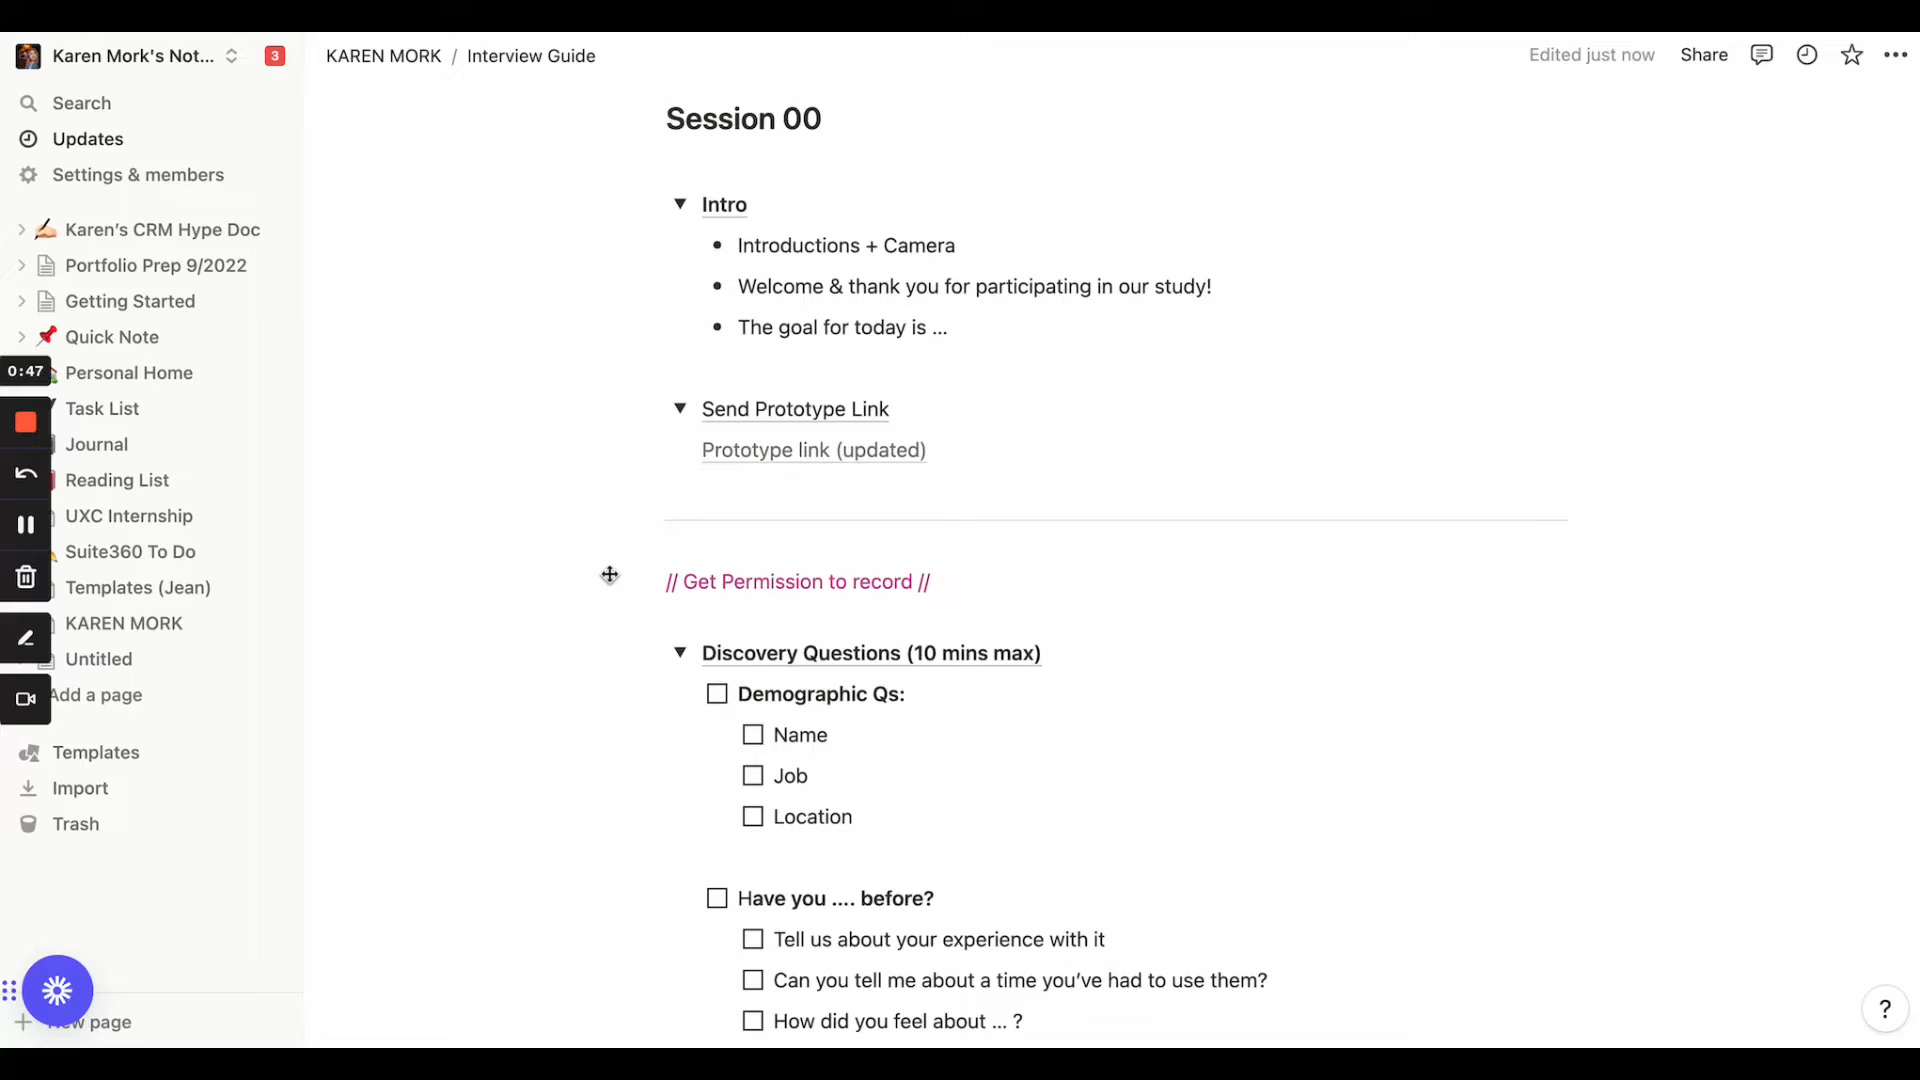 Karen Mork's Not...
3
Search
Updates
Settings & members
Karen's CRM Hype Doc
Portfolio Prep 9/2022
Getting Started
Quick Note
0:47
Personal Home
Task List
Journal
Reading List
UXC Internship
Suite360 To Do
Templates (Jean)
KAREN MORK
Untitled
Add a page
Templates
Import
Trash
New page
KAREN MORK / Interview Guide
Edited just now
Share
Session 00
Intro
• Introductions + Camera
• Welcome & thank you for participating in our study!
• The goal for today is ...
Send Prototype Link
Prototype link (updated)
// Get Permission to record //
Discovery Questions (10 mins max)
Demographic Qs:
Name
Job
Location
Have you .... before?
Tell us about your experience with it
Can you tell me about a time you’ve had to use them?
How did you feel about ... ?
?